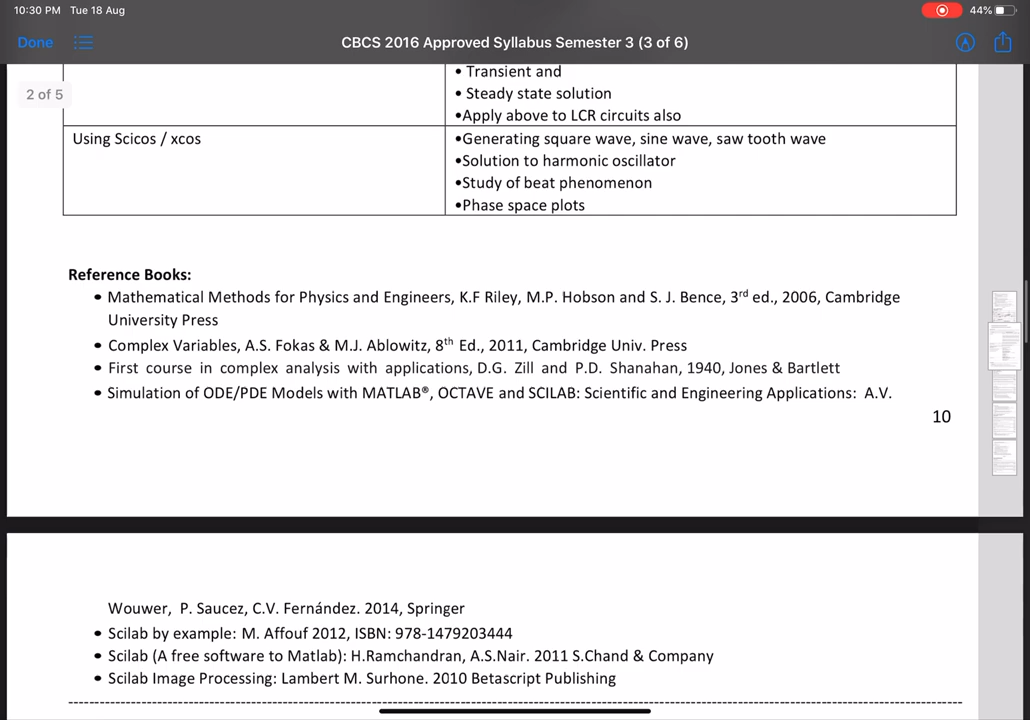 10:30 PM Tue 18 Aug
44%
Done
CBCS 2016 Approved Syllabus Semester 3 (3 of 6)
2 of 5
• Transient and
• Steady state solution
•Apply above to LCR circuits also
Using Scicos / xcos
•Generating square wave, sine wave, saw tooth wave
•Solution to harmonic oscillator
•Study of beat phenomenon
•Phase space plots
Reference Books:
• Mathematical Methods for Physics and Engineers, K.F Riley, M.P. Hobson and S. J. Bence, 3rd ed., 2006, Cambridge
University Press
• Complex Variables, A.S. Fokas & M.J. Ablowitz, 8th Ed., 2011, Cambridge Univ. Press
• First course in complex analysis with applications, D.G. Zill and P.D. Shanahan, 1940, Jones & Bartlett
• Simulation of ODE/PDE Models with MATLAB®, OCTAVE and SCILAB: Scientific and Engineering Applications: A.V.
10
Wouwer, P. Saucez, C.V. Fernández. 2014, Springer
• Scilab by example: M. Affouf 2012, ISBN: 978-1479203444
• Scilab (A free software to Matlab): H.Ramchandran, A.S.Nair. 2011 S.Chand & Company
• Scilab Image Processing: Lambert M. Surhone. 2010 Betascript Publishing